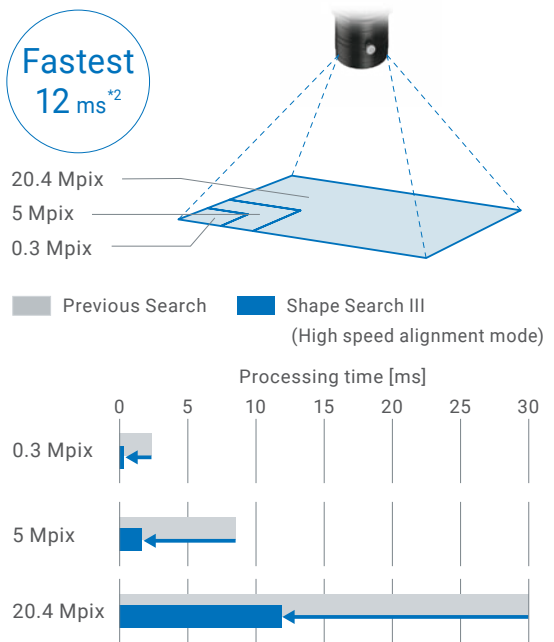 Fastest
12 ms*2
20.4 Mpix
5 Mpix
0.3 Mpix
Previous Search
Shape Search III
(High speed alignment mode)
Processing time [ms]
0 5 10 15 20 25 30
0.3 Mpix
5 Mpix
20.4 Mpix